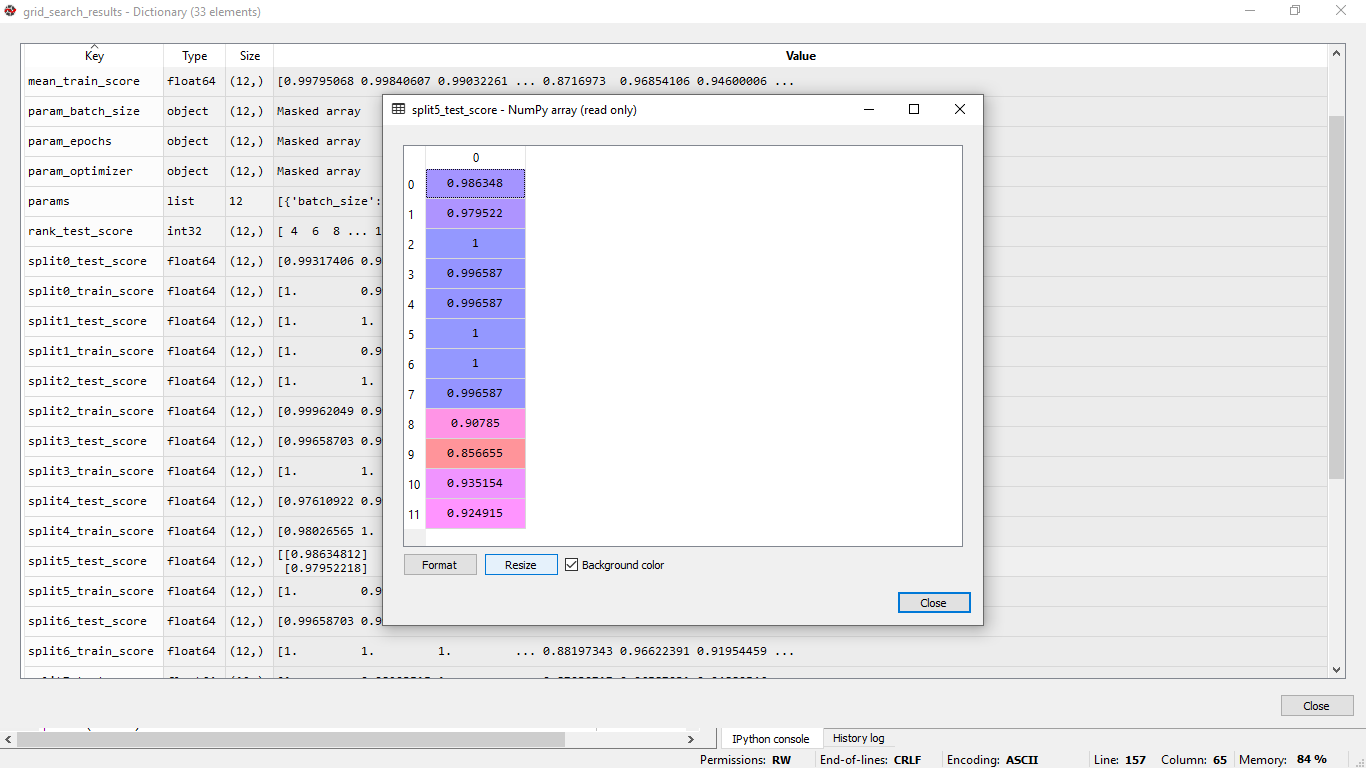 grid_search_results - Dictionary (33 elements)
Key Type Size Value
mean_train_score float64 (12,) [0.99795068 0.99840607 0.99032261 ... 0.8716973 0.96854106 0.94600006 ...
param_batch_size object (12,) Masked array
param_epochs object (12,) Masked array
param_optimizer object (12,) Masked array
params list 12 [{'batch_size':
rank_test_score int32 (12,) [ 4 6 8 ... 1
split0_test_score float64 (12,) [0.99317406 0.9
split0_train_score float64 (12,) [1. 0.9
split1_test_score float64 (12,) [1. 1.
split1_train_score float64 (12,) [1. 0.9
split2_test_score float64 (12,) [1. 1.
split2_train_score float64 (12,) [0.99962049 0.9
split3_test_score float64 (12,) [0.99658703 0.9
split3_train_score float64 (12,) [1. 1.
split4_test_score float64 (12,) [0.97610922 0.9
split4_train_score float64 (12,) [0.98026565 1.
split5_test_score float64 (12,) [[0.98634812]
[0.97952218]
split5_train_score float64 (12,) [1. 0.9
split6_test_score float64 (12,) [0.99658703 0.9
split6_train_score float64 (12,) [1. 1. 1. ... 0.88197343 0.96622391 0.91954459 ...
split5_test_score - NumPy array (read only)
0
0 0.986348
1 0.979522
2 1
3 0.996587
4 0.996587
5 1
6 1
7 0.996587
8 0.90785
9 0.856655
10 0.935154
11 0.924915
Format Resize Background color
Close
Close
IPython console History log
Permissions: RW End-of-lines: CRLF Encoding: ASCII Line: 157 Column: 65 Memory: 84 %